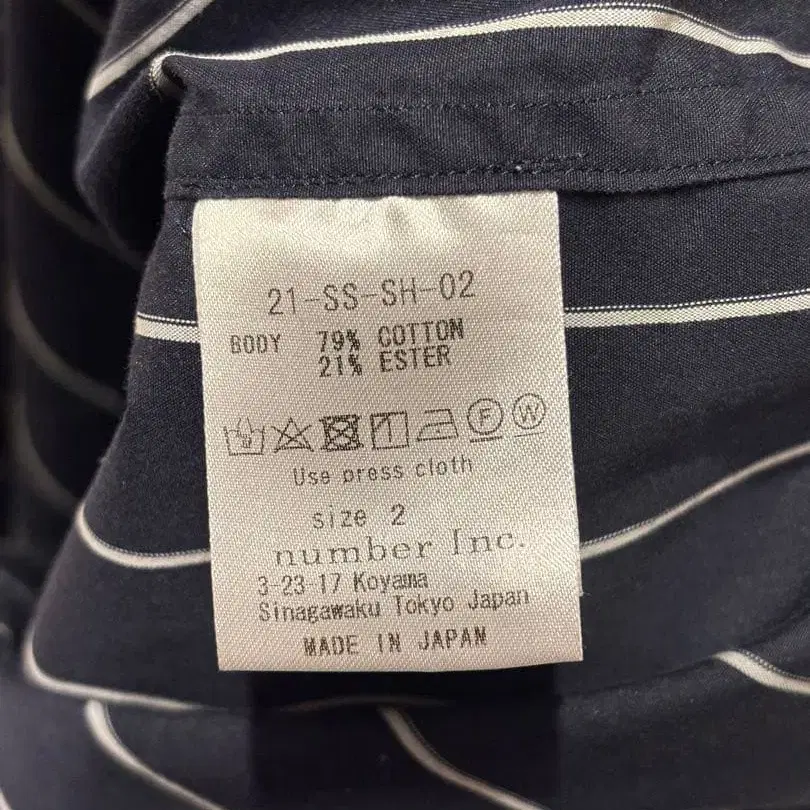 21-SS-SH-02
BODY 79% COTTON
21% ESTER
F W
Use press cloth
size 2
number Inc.
3-23-17 Koyama
Sinagawaku Tokyo Japan
MADE IN JAPAN